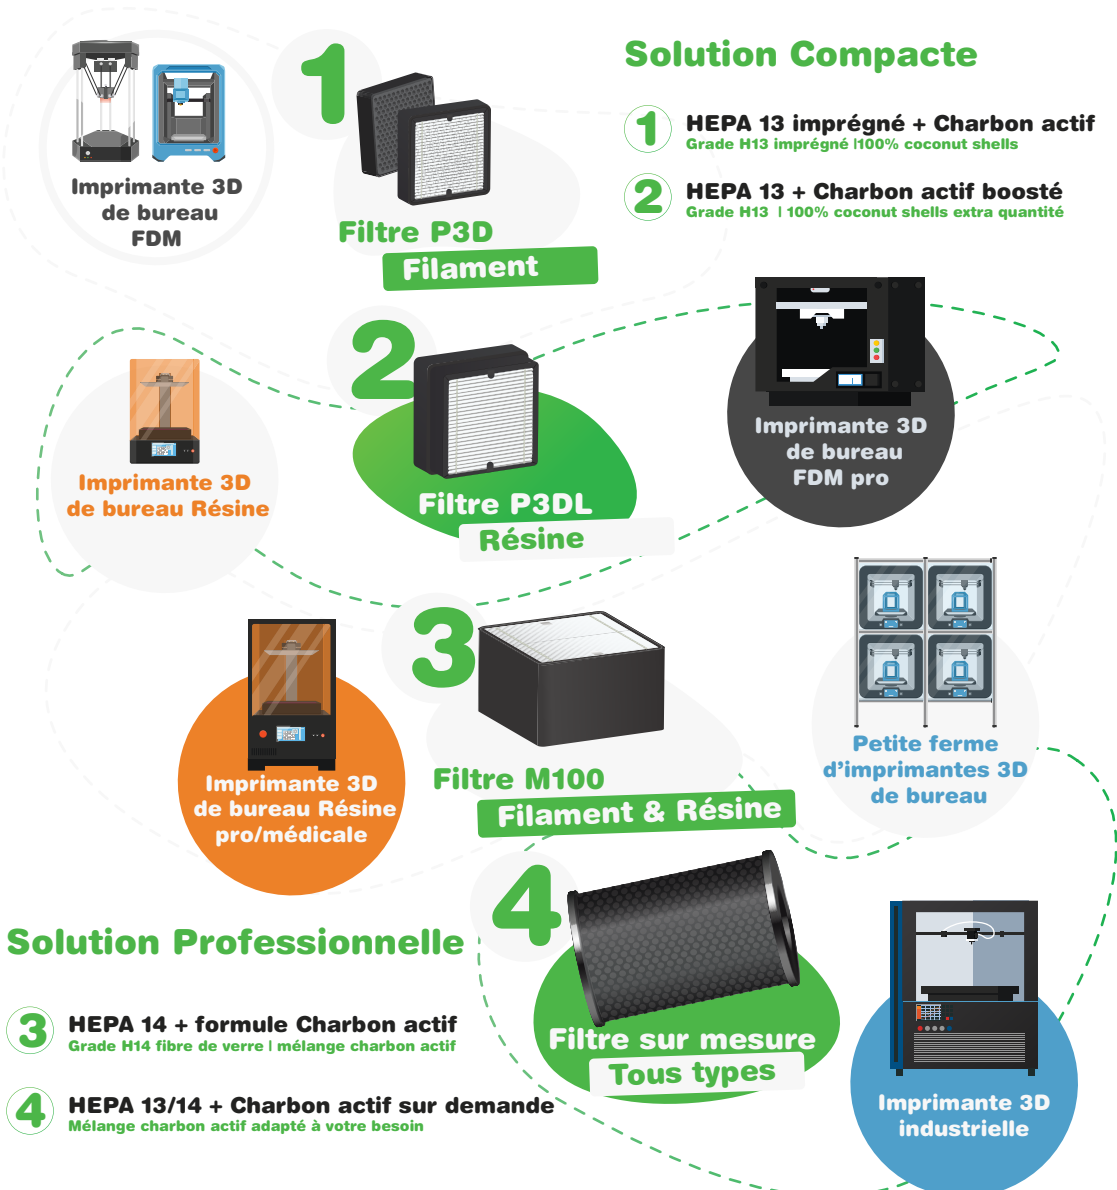 Solution Compacte
1
HEPA 13 imprégné + Charbon actif
Grade H13 imprégné |100% coconut shells
2
HEPA 13 + Charbon actif boosté
Grade H13 | 100% coconut shells extra quantité
1
Imprimante 3D
de bureau
FDM
Filtre P3D
Filament
2
Imprimante 3D
de bureau Résine
Filtre P3DL
Résine
Imprimante 3D
de bureau
FDM pro
3
Imprimante 3D
de bureau Résine
pro/médicale
Filtre M100
Filament & Résine
Petite ferme
d’imprimantes 3D
de bureau
4
Filtre sur mesure
Tous types
Imprimante 3D
industrielle
Solution Professionnelle
3
HEPA 14 + formule Charbon actif
Grade H14 fibre de verre | mélange charbon actif
4
HEPA 13/14 + Charbon actif sur demande
Mélange charbon actif adapté à votre besoin